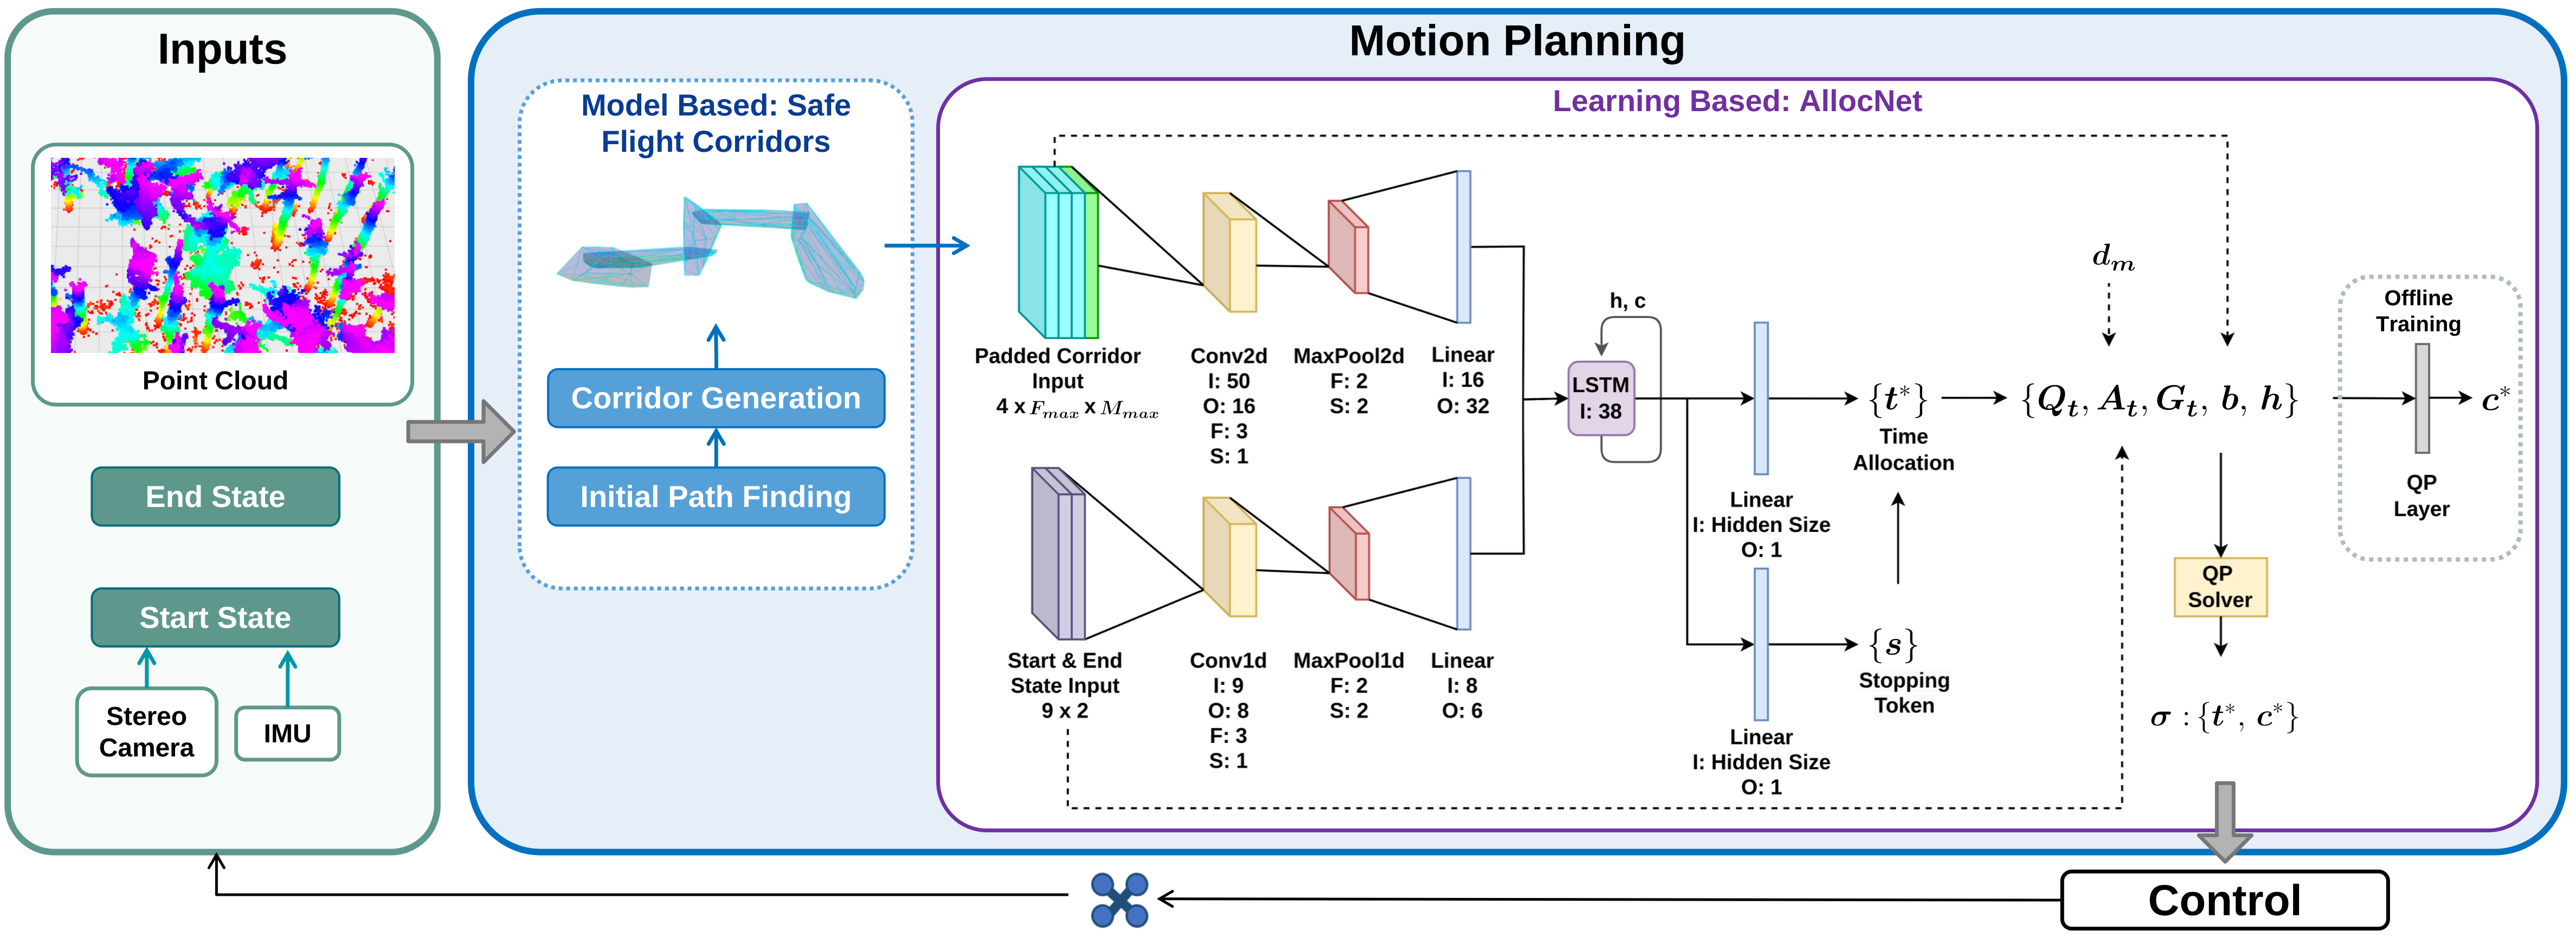 Inputs
Point Cloud
End State
Start State
Stereo
Camera
IMU
Motion Planning
Model Based: Safe
Flight Corridors
Corridor Generation
Initial Path Finding
Learning Based: AllocNet
Padded Corridor
Input
4 x F_{max} x M_{max}
Conv2d
I: 50
O: 16
F: 3
S: 1
MaxPool2d
F: 2
S: 2
Linear
I: 16
O: 32
Start & End
State Input
9 x 2
Conv1d
I: 9
O: 8
F: 3
S: 1
MaxPool1d
F: 2
S: 2
Linear
I: 8
O: 6
h, c
LSTM
I: 38
Linear
I: Hidden Size
O: 1
Linear
I: Hidden Size
O: 1
{t*}
Time
Allocation
{s}
Stopping
Token
d_m
{Q_t, A_t, G_t, b, h}
QP
Solver
σ : {t*, c*}
Offline
Training
c*
QP
Layer
Control